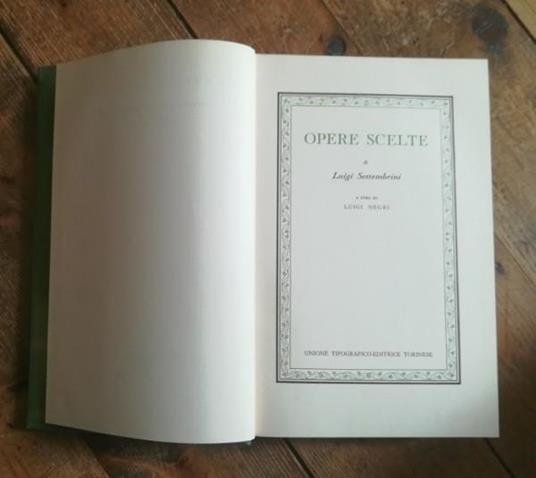 OPERE SCELTE
di
Luigi Settembrini
A CURA DI
LUIGI NEGRI
UNIONE TIPOGRAFICO-EDITRICE TORINESE